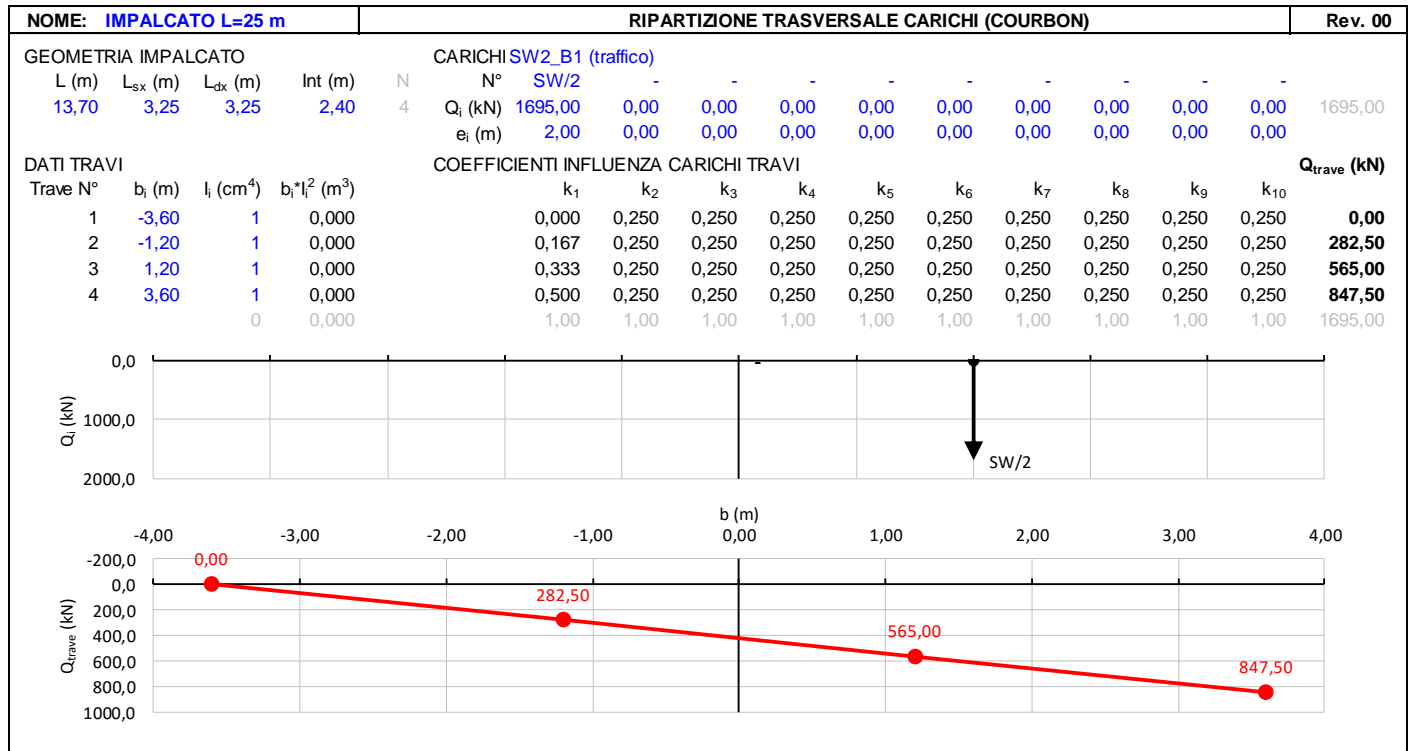 NOME: IMPALCATO L=25 m RIPARTIZIONE TRASVERSALE CARICHI (COURBON) Rev. 00
GEOMETRIA IMPALCATO CARICHI SW2_B1 (traffico)
L (m) Lsx (m) Ldx (m) Int (m) N N° SW/2 - - - - - - - - -
13,70 3,25 3,25 2,40 4 Qi (kN) 1695,00 0,00 0,00 0,00 0,00 0,00 0,00 0,00 0,00 0,00 1695,00
ei (m) 2,00 0,00 0,00 0,00 0,00 0,00 0,00 0,00 0,00 0,00
DATI TRAVI COEFFICIENTI INFLUENZA CARICHI TRAVI Qtrave (kN)
Trave N° bi (m) Ii (cm4) bi*Ii2 (m3) k1 k2 k3 k4 k5 k6 k7 k8 k9 k10
1 -3,60 1 0,000 0,000 0,250 0,250 0,250 0,250 0,250 0,250 0,250 0,250 0,250 0,00
2 -1,20 1 0,000 0,167 0,250 0,250 0,250 0,250 0,250 0,250 0,250 0,250 0,250 282,50
3 1,20 1 0,000 0,333 0,250 0,250 0,250 0,250 0,250 0,250 0,250 0,250 0,250 565,00
4 3,60 1 0,000 0,500 0,250 0,250 0,250 0,250 0,250 0,250 0,250 0,250 0,250 847,50
0 0,000 1,00 1,00 1,00 1,00 1,00 1,00 1,00 1,00 1,00 1,00 1695,00
0,0
1000,0
2000,0
Qi (kN)
SW/2
b (m)
-4,00 -3,00 -2,00 -1,00 0,00 1,00 2,00 3,00 4,00
-200,0
0,0
200,0
400,0
600,0
800,0
1000,0
Qtrave (kN)
0,00
282,50
565,00
847,50